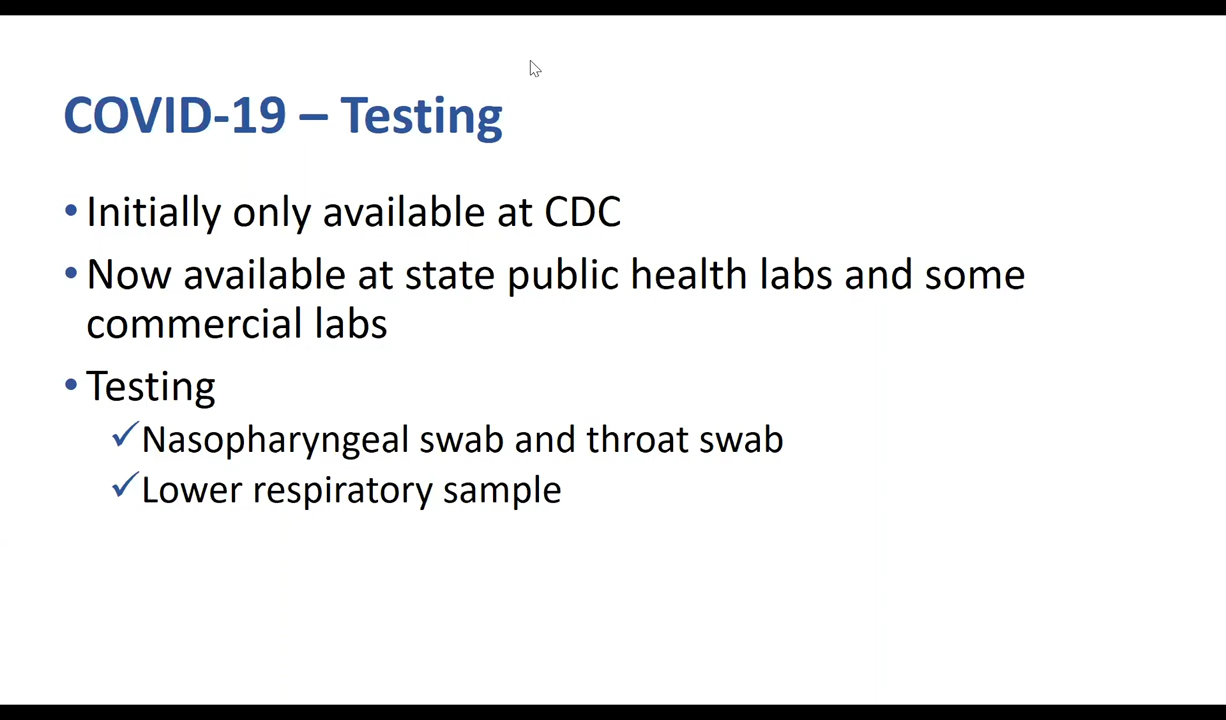 COVID-19 – Testing
• Initially only available at CDC
• Now available at state public health labs and some
commercial labs
• Testing
✓Nasopharyngeal swab and throat swab
✓Lower respiratory sample